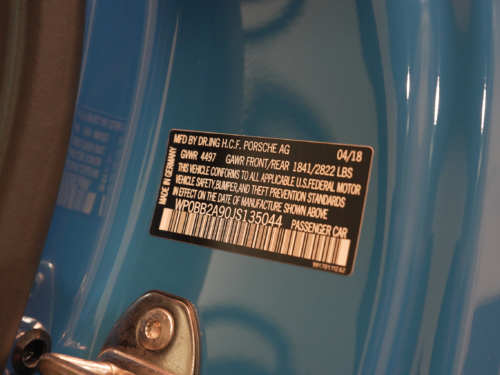 MFD BY DR.ING H.C.F. PORSCHE AG 04/18
GVWR 4497 GAWR FRONT/REAR 1841/2822 LBS
THIS VEHICLE CONFORMS TO ALL APPLICABLE U.S.FEDERAL MOTOR
VEHICLE SAFETY,BUMPER,AND THEFT PREVENTION STANDARDS
IN EFFECT ON THE DATE OF MANUFACTURE SHOWN ABOVE
WP0BB2A90JS135044 PASSENGER CAR
MADE IN GERMANY